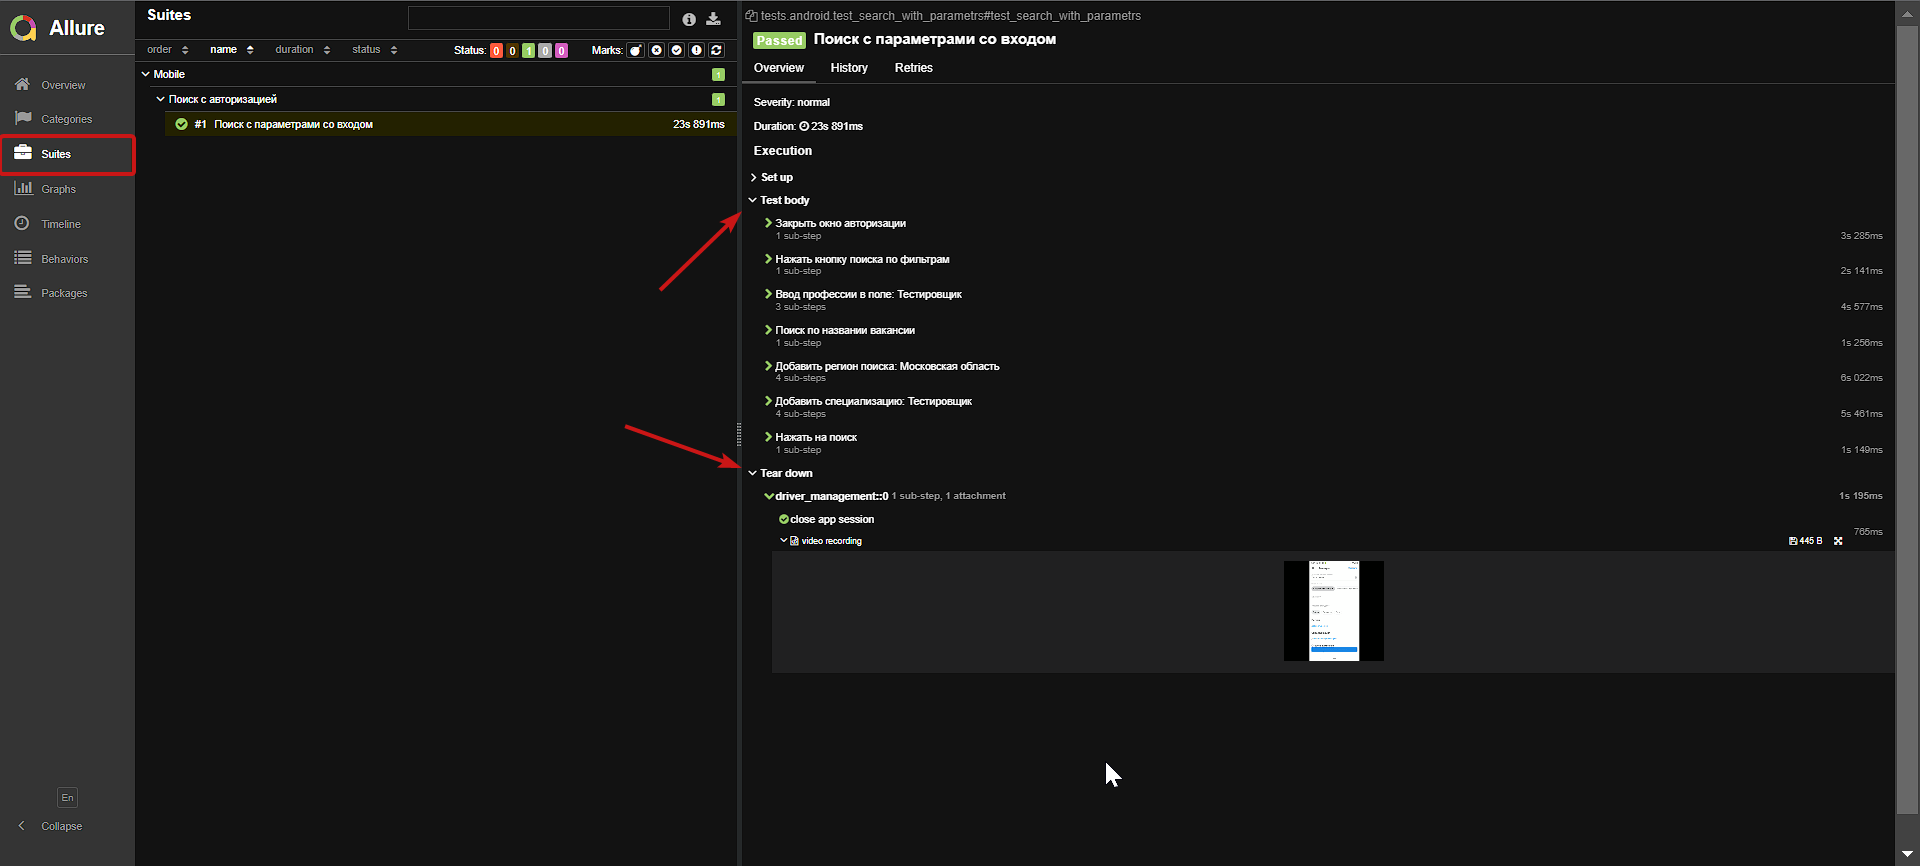 Allure
Overview
Categories
Suites
Graphs
Timeline
Behaviors
Packages
En
Collapse
Suites
order name duration status Status: 0 0 1 0 0 Marks:
Mobile 1
Поиск с авторизацией 1
#1 Поиск с параметрами со входом 23s 891ms
tests.android.test_search_with_parametrs#test_search_with_parametrs
Passed Поиск с параметрами со входом
Overview History Retries
Severity: normal
Duration: 23s 891ms
Execution
Set up
Test body
Закрыть окно авторизации
1 sub-step 3s 285ms
Нажать кнопку поиска по фильтрам
1 sub-step 2s 141ms
Ввод профессии в поле: Тестировщик
3 sub-steps 4s 577ms
Поиск по названии вакансии
1 sub-step 1s 256ms
Добавить регион поиска: Московская область
4 sub-steps 6s 022ms
Добавить специализацию: Тестировщик
4 sub-steps 5s 461ms
Нажать на поиск
1 sub-step 1s 149ms
Tear down
driver_management::0 1 sub-step, 1 attachment 1s 195ms
close app session
765ms
video recording 445 B